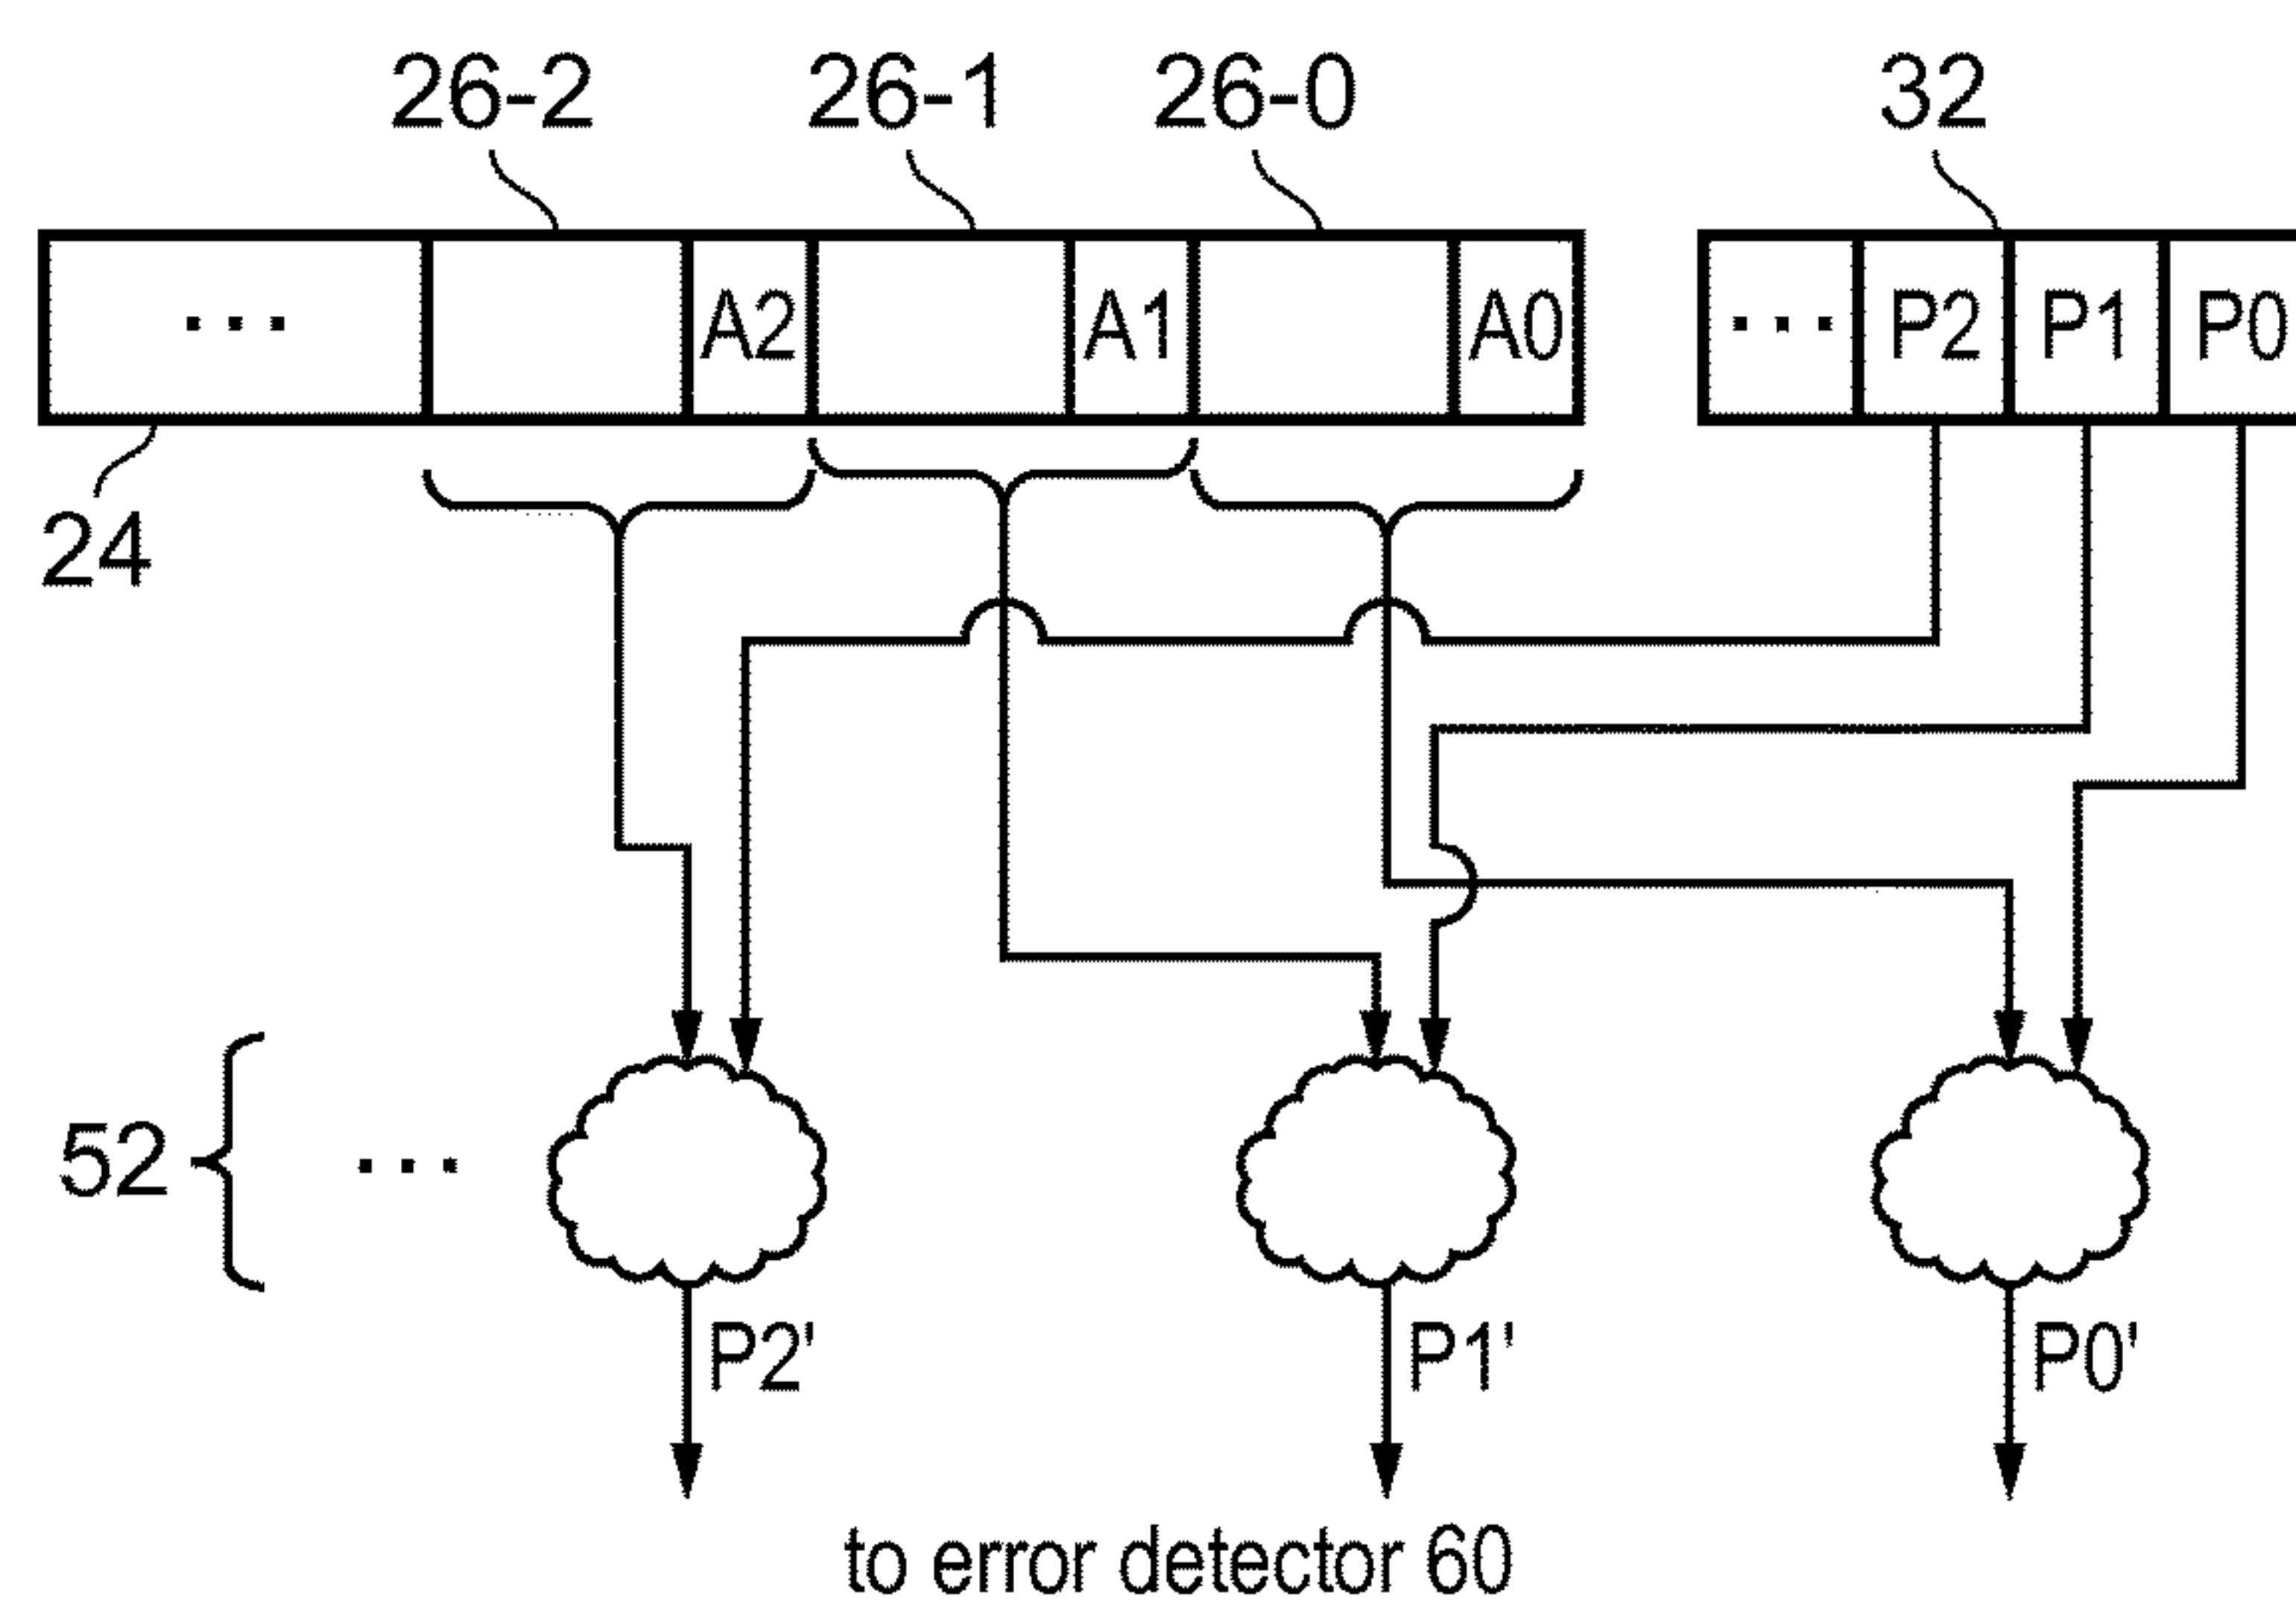 26-2 26-1 26-0 32
... A2 A1 A0 ... P2 P1 P0
24
52 ...
P2' P1' P0'
to error detector 60